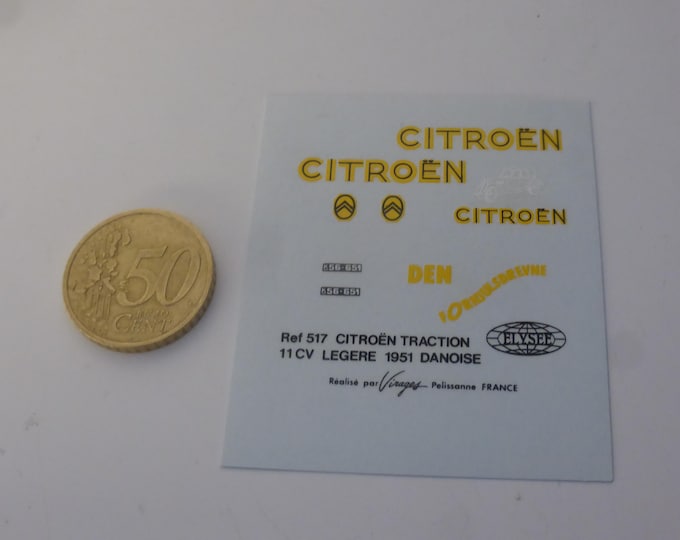 50
CENT
CITROËN
CITROËN
CITROËN
DEN
FORHJULSDREVNE
Ref 517 CITROËN TRACTION
11CV LEGERE 1951 DANOISE
ELYSEE
Réalisé par Virages Pelissanne FRANCE